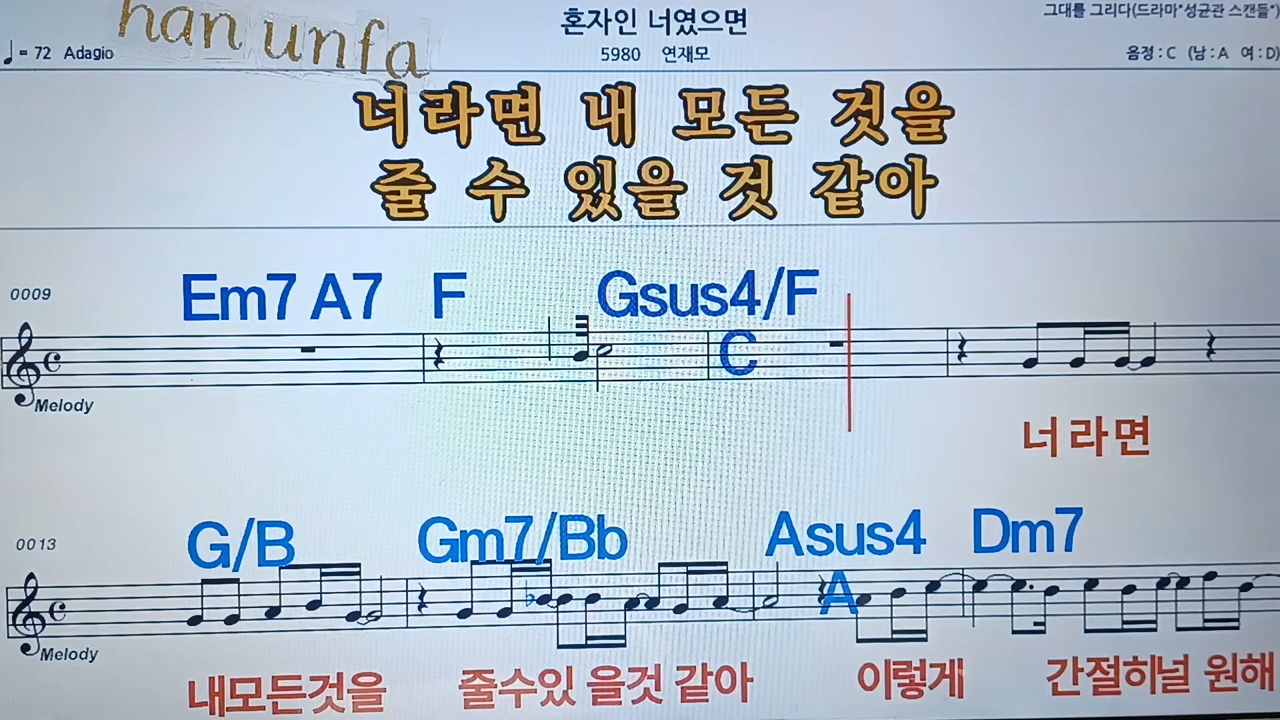 han unfa
혼자인 너였으면
그대를 그리다(드라마"성균관 스캔들")
♩= 72 Adagio
5980 연재모
음정 : C (남 : A 여 : D)
너라면 내 모든 것을
줄 수 있을 것 같아
0009
Em7 A7 F Gsus4/F
C
Melody
너 라 면
0013
G/B Gm7/Bb Asus4 Dm7
A
Melody
내모든것을 줄수있 을것 같아 이렇게 간절히널 원해